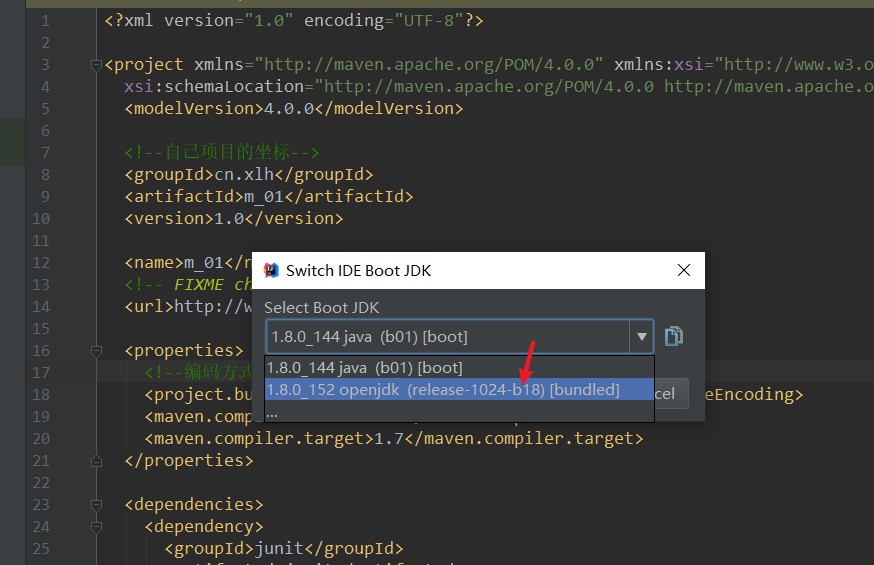 1 <?xml version="1.0" encoding="UTF-8"?>
2
3 <project xmlns="http://maven.apache.org/POM/4.0.0" xmlns:xsi="http://www.w3.o
4 xsi:schemaLocation="http://maven.apache.org/POM/4.0.0 http://maven.apache.o
5 <modelVersion>4.0.0</modelVersion>
6
7 <!--自己项目的坐标-->
8 <groupId>cn.xlh</groupId>
9 <artifactId>m_01</artifactId>
10 <version>1.0</version>
11
12 <name>m_01</n
13 <!-- FIXME ch
14 <url>http://w
15
16 <properties>
17 <!--编码方式
18 <project.bu eEncoding>
19 <maven.comp
20 <maven.compiler.target>1.7</maven.compiler.target>
21 </properties>
22
23 <dependencies>
24 <dependency>
25 <groupId>junit</groupId>
Switch IDE Boot JDK
Select Boot JDK
1.8.0_144 java (b01) [boot]
1.8.0_144 java (b01) [boot]
1.8.0_152 openjdk (release-1024-b18) [bundled]
...
cel